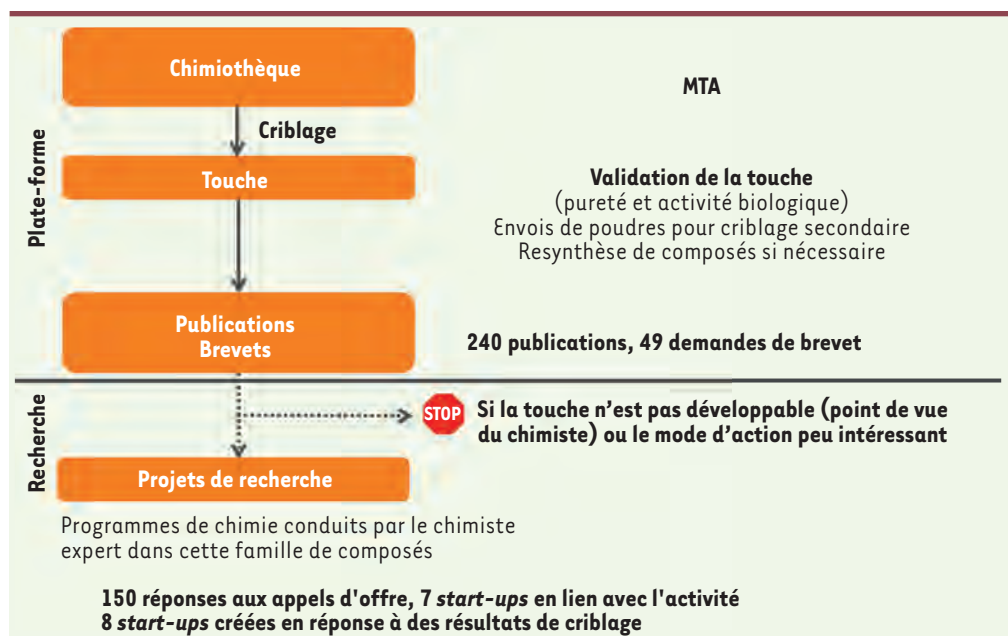 Chimiothèque
MTA
Criblage
Plate-forme
Touche
Validation de la touche
(pureté et activité biologique)
Envois de poudres pour criblage secondaire
Resynthèse de composés si nécessaire
Publications
Brevets
240 publications, 49 demandes de brevet
Recherche
STOP
Si la touche n’est pas développable (point de vue
du chimiste) ou le mode d’action peu intéressant
Projets de recherche
Programmes de chimie conduits par le chimiste
expert dans cette famille de composés
150 réponses aux appels d'offre, 7 start-ups en lien avec l'activité
8 start-ups créées en réponse à des résultats de criblage